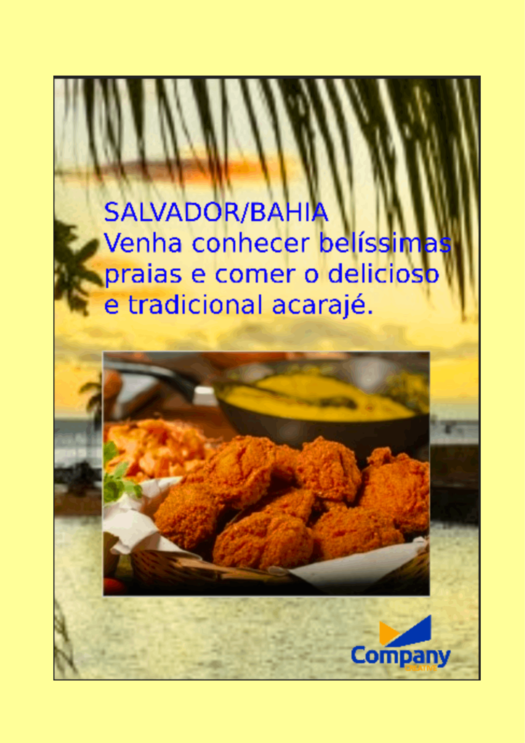 SALVADOR/BAHIA
Venha conhecer belíssimas
praias e comer o delicioso
e tradicional acarajé.
Company